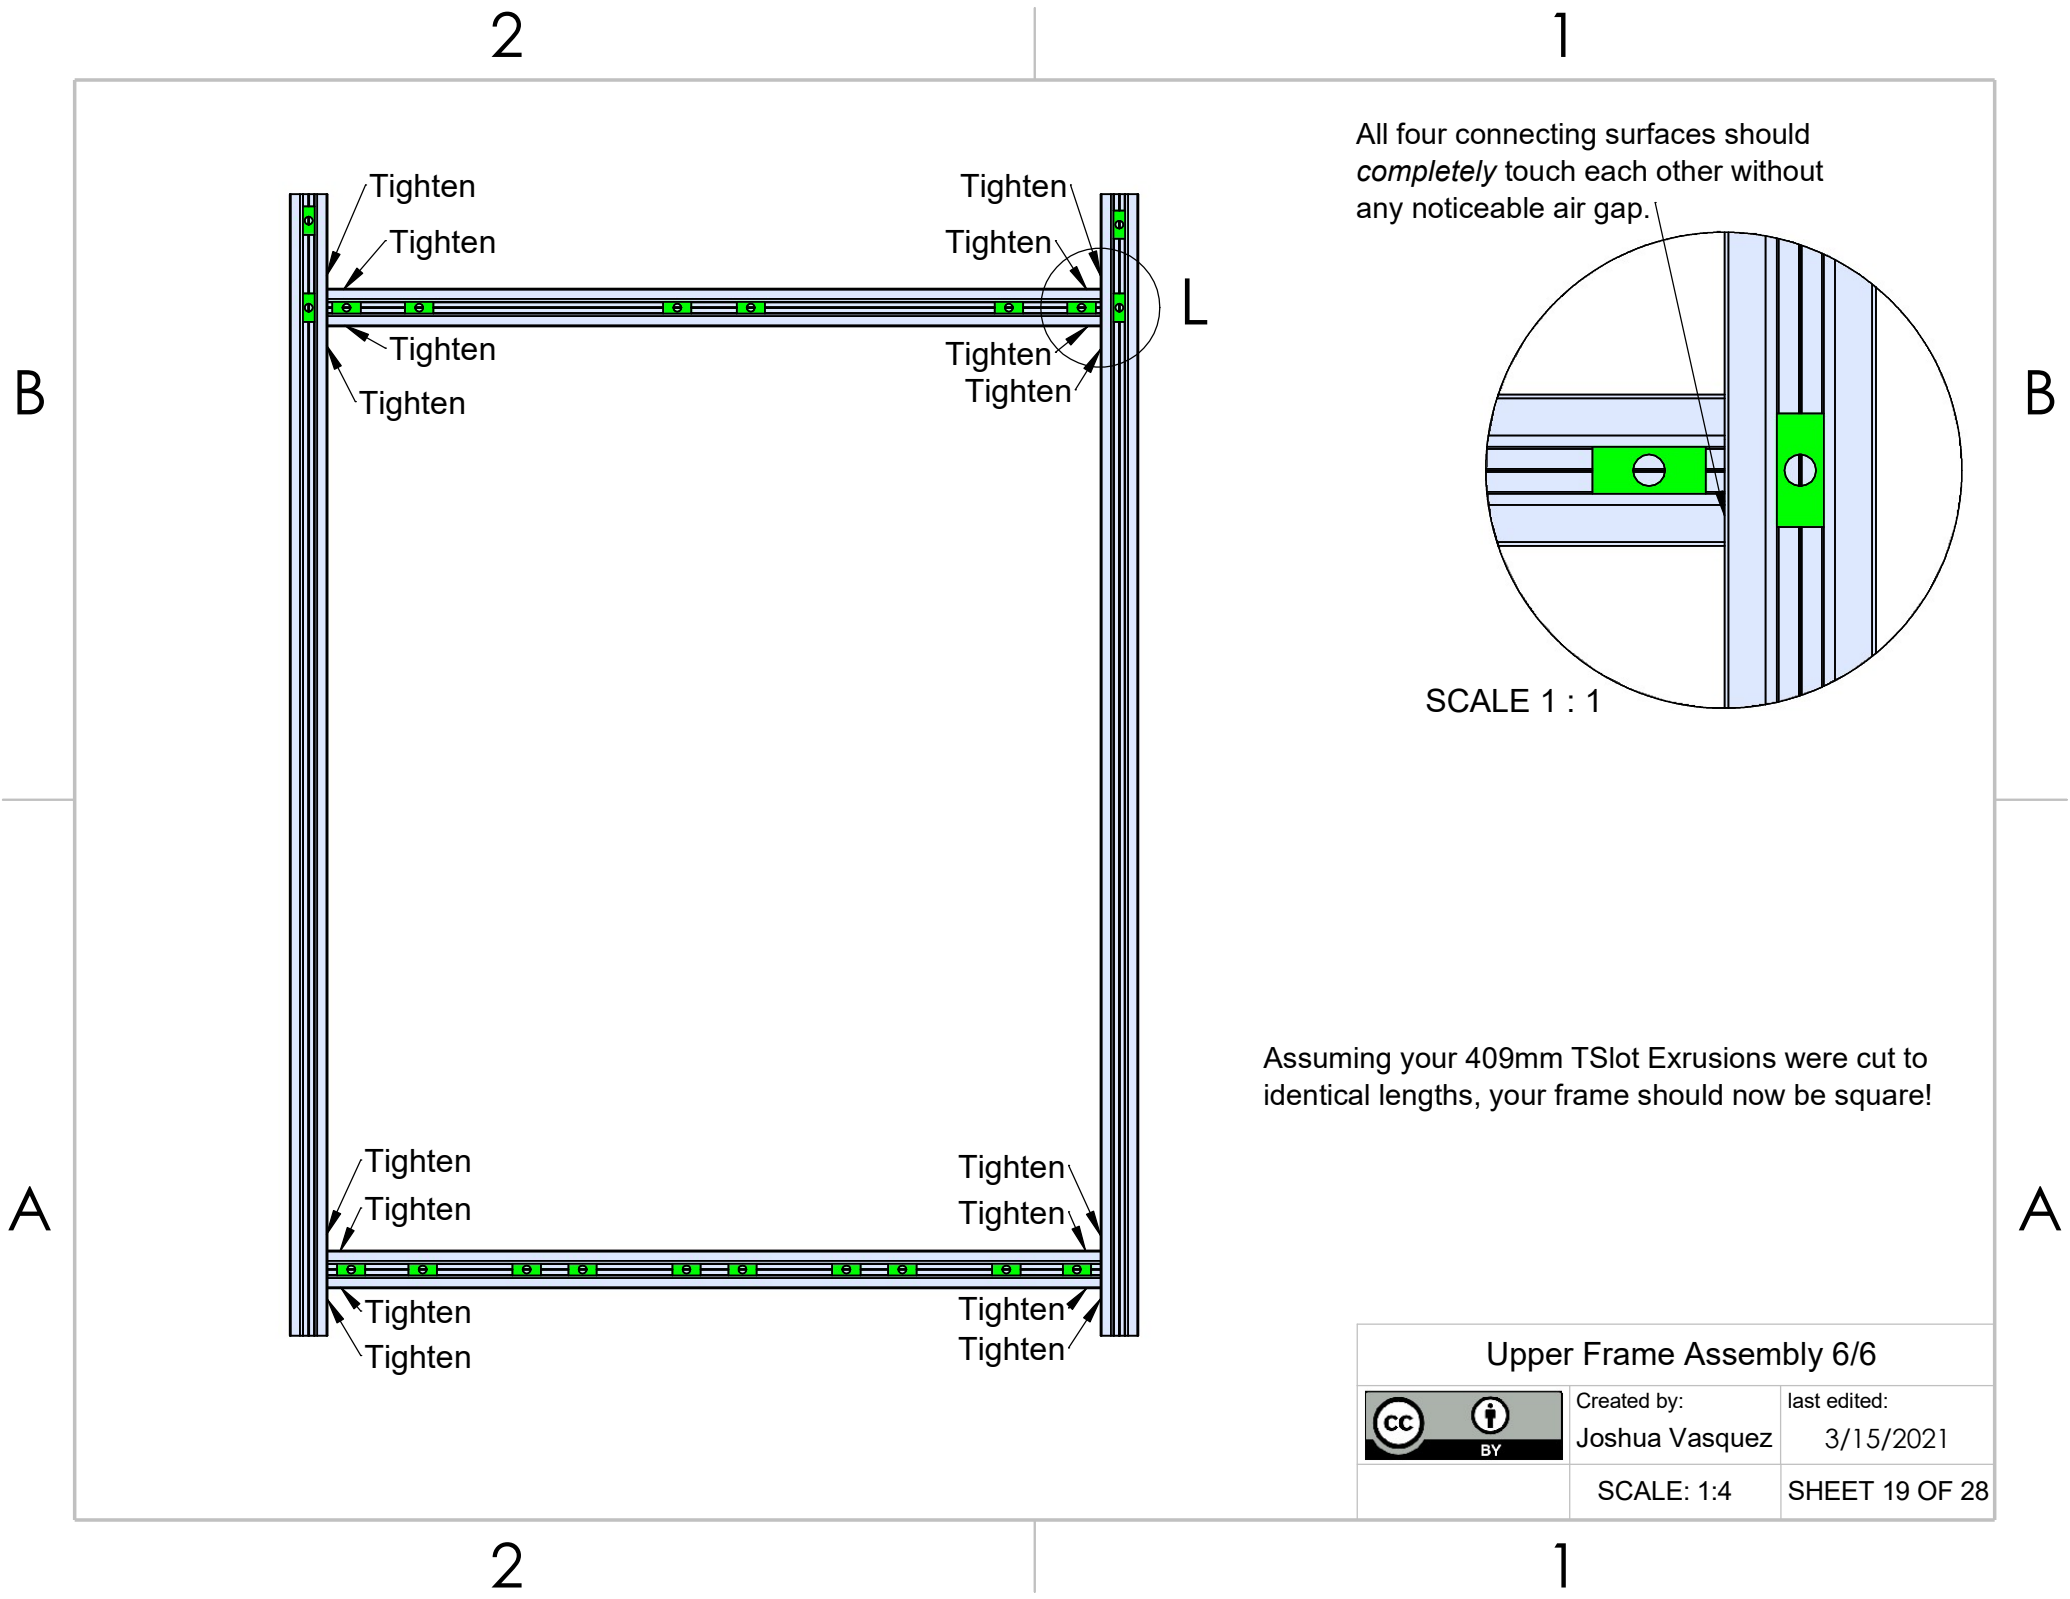 2
1
All four connecting surfaces should
completely touch each other without
any noticeable air gap.
Tighten
Tighten
Tighten
Tighten
L
Tighten
Tighten
Tighten
Tighten
B
B
SCALE 1 : 1
Assuming your 409mm TSlot Exrusions were cut to
identical lengths, your frame should now be square!
Tighten
Tighten
Tighten
Tighten
A
A
Tighten
Tighten
Tighten
Tighten
Upper Frame Assembly 6/6
cc
BY
Created by:
Joshua Vasquez
last edited:
3/15/2021
SCALE: 1:4
SHEET 19 OF 28
2
1